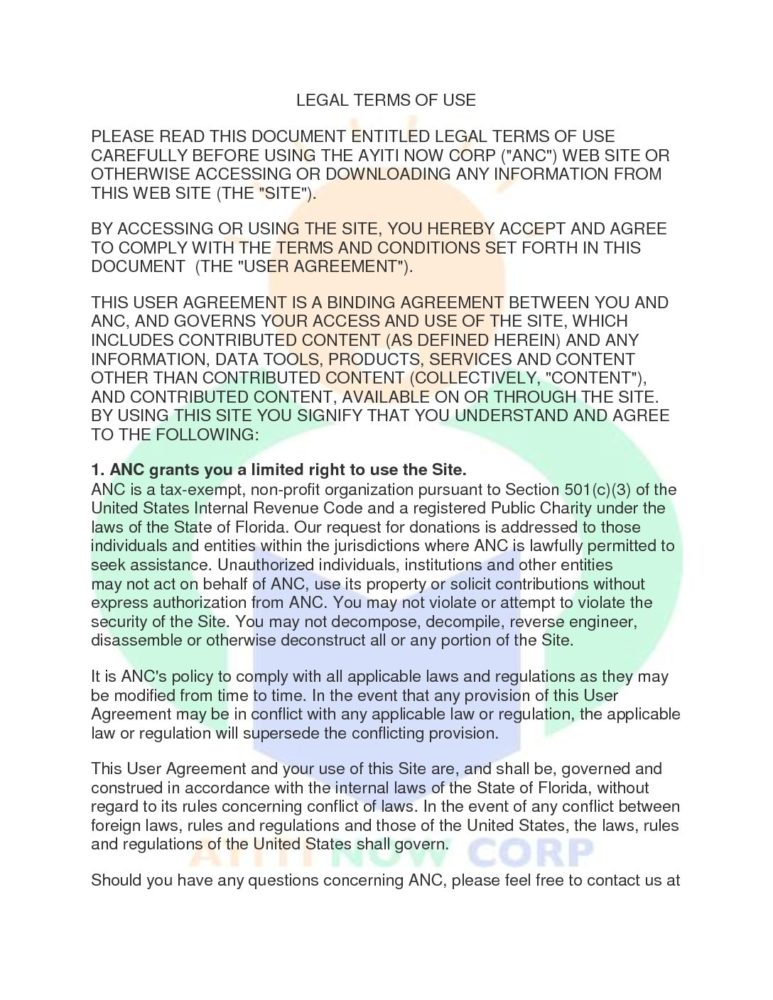 LEGAL TERMS OF USE
PLEASE READ THIS DOCUMENT ENTITLED LEGAL TERMS OF USE
CAREFULLY BEFORE USING THE AYITI NOW CORP ("ANC") WEB SITE OR
OTHERWISE ACCESSING OR DOWNLOADING ANY INFORMATION FROM
THIS WEB SITE (THE "SITE").
BY ACCESSING OR USING THE SITE, YOU HEREBY ACCEPT AND AGREE
TO COMPLY WITH THE TERMS AND CONDITIONS SET FORTH IN THIS
DOCUMENT  (THE "USER AGREEMENT").
THIS USER AGREEMENT IS A BINDING AGREEMENT BETWEEN YOU AND
ANC, AND GOVERNS YOUR ACCESS AND USE OF THE SITE, WHICH
INCLUDES CONTRIBUTED CONTENT (AS DEFINED HEREIN) AND ANY
INFORMATION, DATA TOOLS, PRODUCTS, SERVICES AND CONTENT
OTHER THAN CONTRIBUTED CONTENT (COLLECTIVELY, "CONTENT"),
AND CONTRIBUTED CONTENT, AVAILABLE ON OR THROUGH THE SITE.
BY USING THIS SITE YOU SIGNIFY THAT YOU UNDERSTAND AND AGREE
TO THE FOLLOWING:
1. ANC grants you a limited right to use the Site.
ANC is a tax-exempt, non-profit organization pursuant to Section 501(c)(3) of the
United States Internal Revenue Code and a registered Public Charity under the
laws of the State of Florida. Our request for donations is addressed to those
individuals and entities within the jurisdictions where ANC is lawfully permitted to
seek assistance. Unauthorized individuals, institutions and other entities
may not act on behalf of ANC, use its property or solicit contributions without
express authorization from ANC. You may not violate or attempt to violate the
security of the Site. You may not decompose, decompile, reverse engineer,
disassemble or otherwise deconstruct all or any portion of the Site.
It is ANC's policy to comply with all applicable laws and regulations as they may
be modified from time to time. In the event that any provision of this User
Agreement may be in conflict with any applicable law or regulation, the applicable
law or regulation will supersede the conflicting provision.
This User Agreement and your use of this Site are, and shall be, governed and
construed in accordance with the internal laws of the State of Florida, without
regard to its rules concerning conflict of laws. In the event of any conflict between
foreign laws, rules and regulations and those of the United States, the laws, rules
and regulations of the United States shall govern.
AYITI NOW CORP
Should you have any questions concerning ANC, please feel free to contact us at